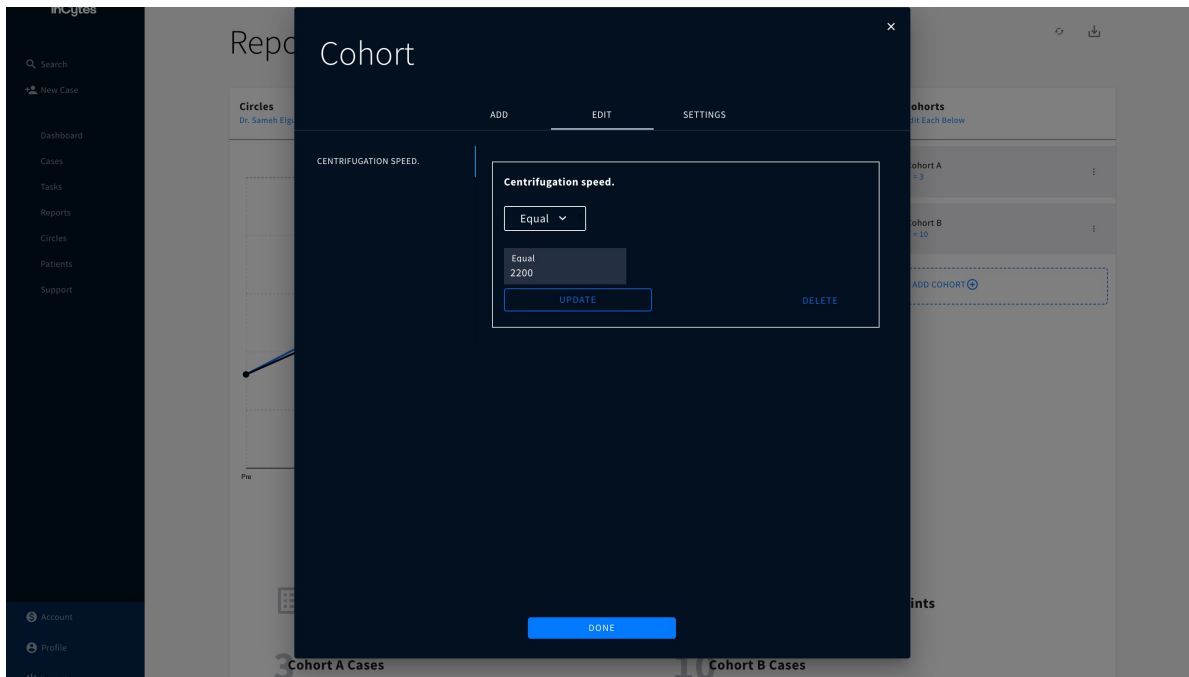 inCytes
Search
New Case
Dashboard
Cases
Tasks
Reports
Circles
Patients
Support
Account
Profile
Repo
Circles
Dr. Sameh Elgu
Pre
Cohort
ADD
EDIT
SETTINGS
CENTRIFUGATION SPEED.
Centrifugation speed.
Equal
Equal
2200
UPDATE
DELETE
DONE
ohorts
dit Each Below
ohort A
= 3
ohort B
= 10
ADD COHORT
ints
3
Cohort A Cases
10
Cohort B Cases